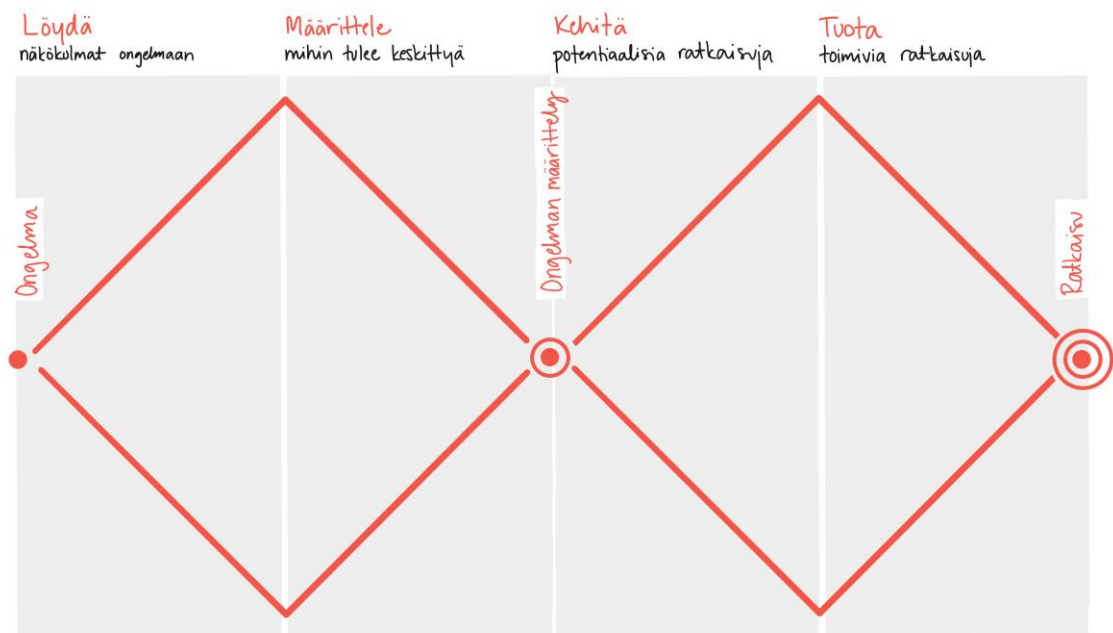 Löydä
näkökulmat ongelmaan
Määrittele
mihin tulee keskittyä
Kehitä
potentiaalisia ratkaisuja
Tuota
toimivia ratkaisuja
Ongelma
Ongelman määrittely
Ratkaisu